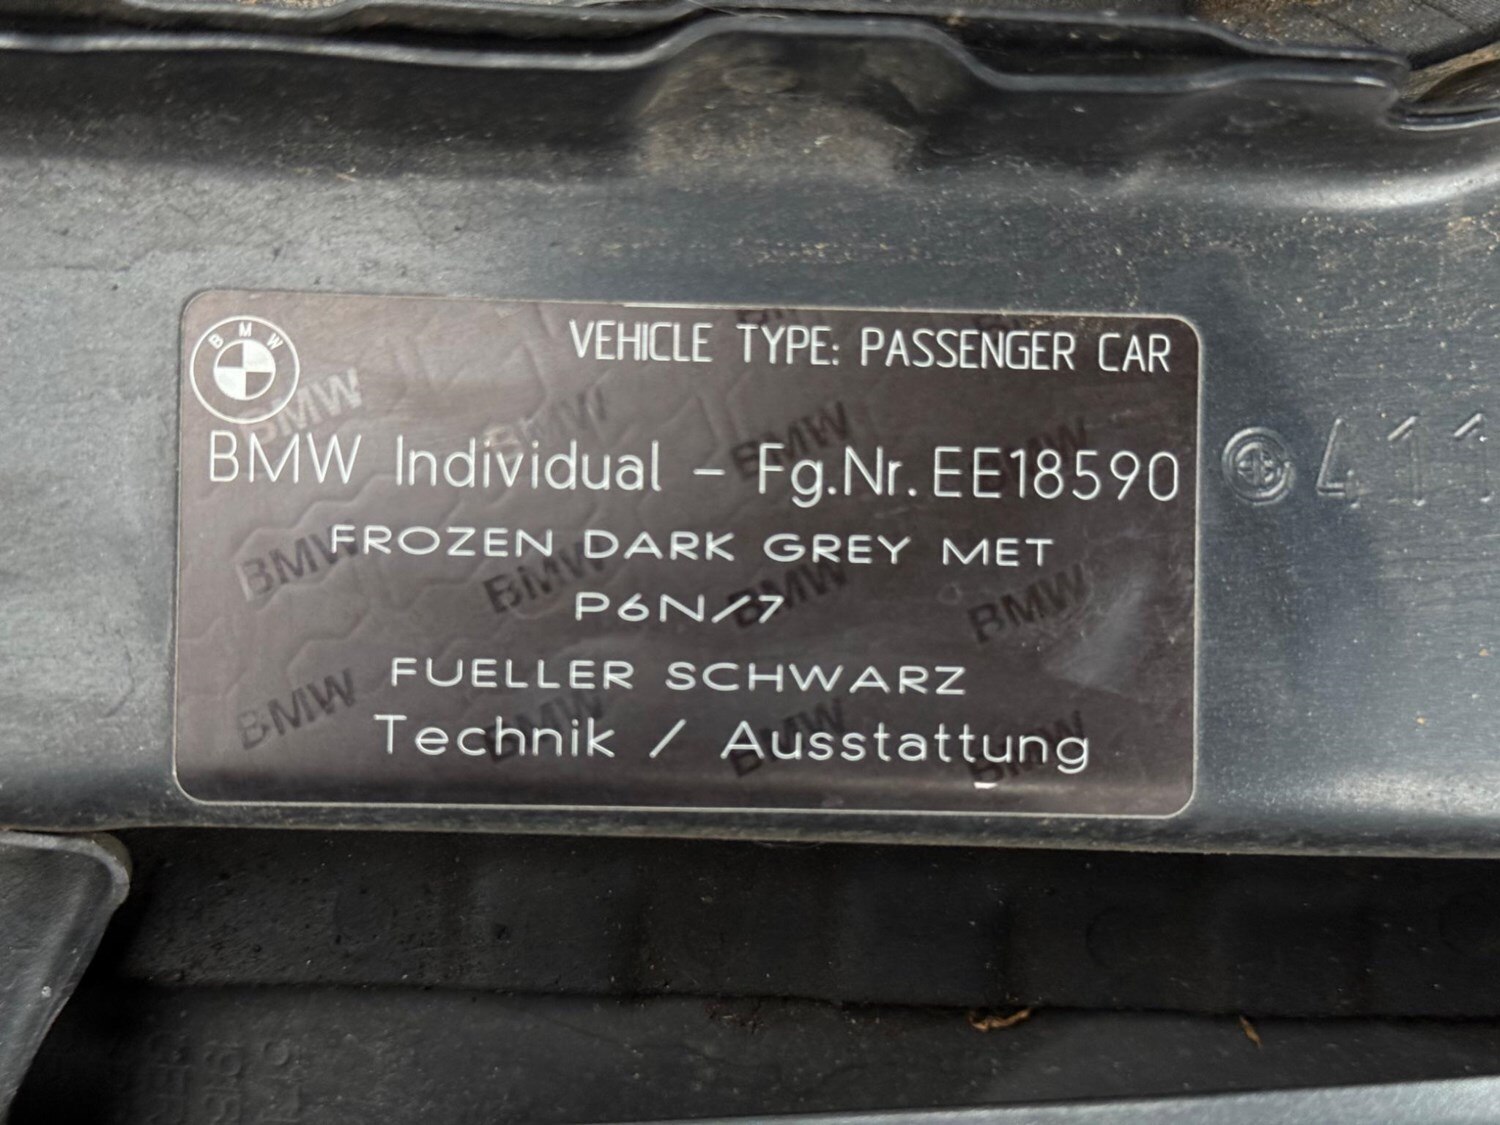 VEHICLE TYPE: PASSENGER CAR
BMW
BMW Individual - Fg.Nr. EE18590
FROZEN DARK GREY MET
P6N/7
FUELLER SCHWARZ
Technik / Ausstattung
411